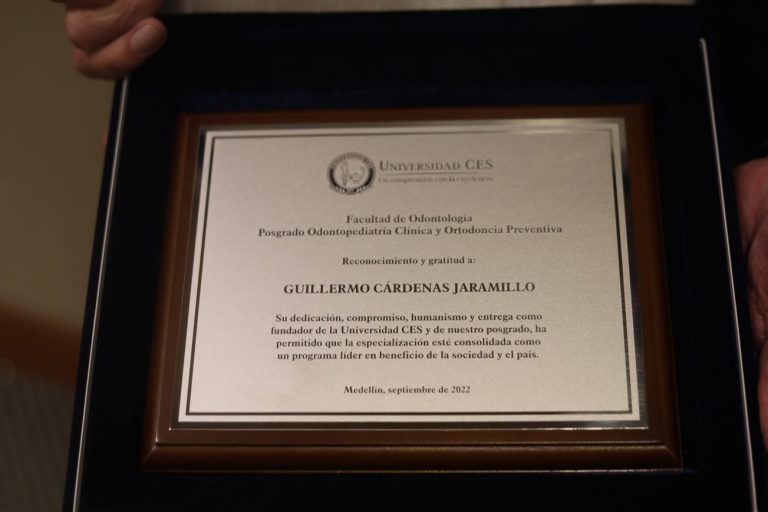 UNIVERSIDAD CES
Un compromiso con la excelencia
Facultad de Odontología
Posgrado Odontopediatría Clínica y Ortodoncia Preventiva
Reconocimiento y gratitud a:
GUILLERMO CÁRDENAS JARAMILLO
Su dedicación, compromiso, humanismo y entrega como
fundador de la Universidad CES y de nuestro posgrado, ha
permitido que la especialización esté consolidada como
un programa líder en beneficio de la sociedad y el país.
Medellín, septiembre de 2022